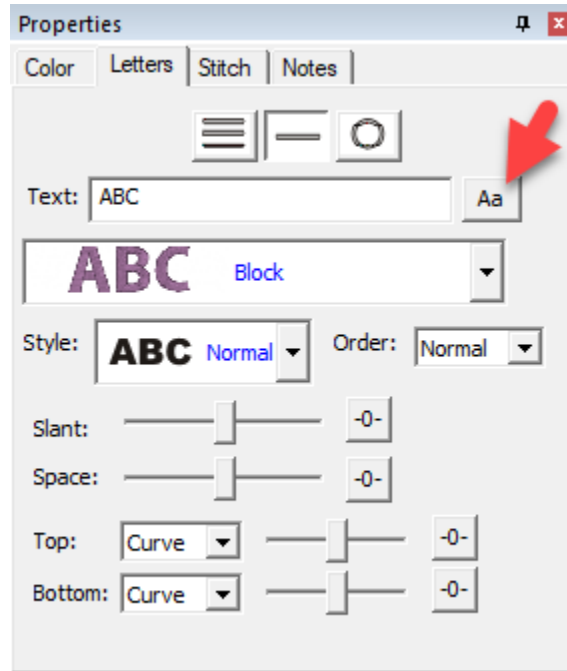 Properties
Color Letters Stitch Notes
Text: ABC Aa
ABC Block
Style: ABC Normal Order: Normal
Slant: -0-
Space: -0-
Top: Curve -0-
Bottom: Curve -0-